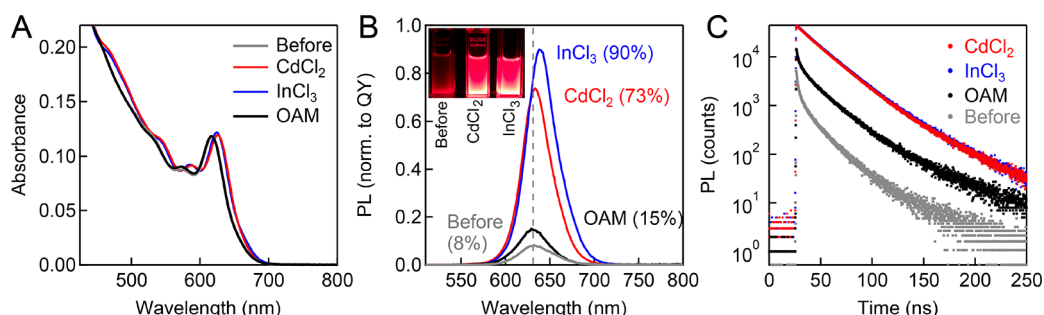 A
0.20
0.15
0.10
0.05
0.00
Absorbance
500 600 700 800
Wavelength (nm)
Before
CdCl2
InCl3
OAM
B
1.0
0.8
0.6
0.4
0.2
0.0
PL (norm. to QY)
550 600 650 700 750 800
Wavelength (nm)
Before
CdCl2
InCl3
InCl3 (90%)
CdCl2 (73%)
OAM (15%)
Before
(8%)
C
10^4
10^3
10^2
10^1
10^0
PL (counts)
0 50 100 150 200 250
Time (ns)
CdCl2
InCl3
OAM
Before